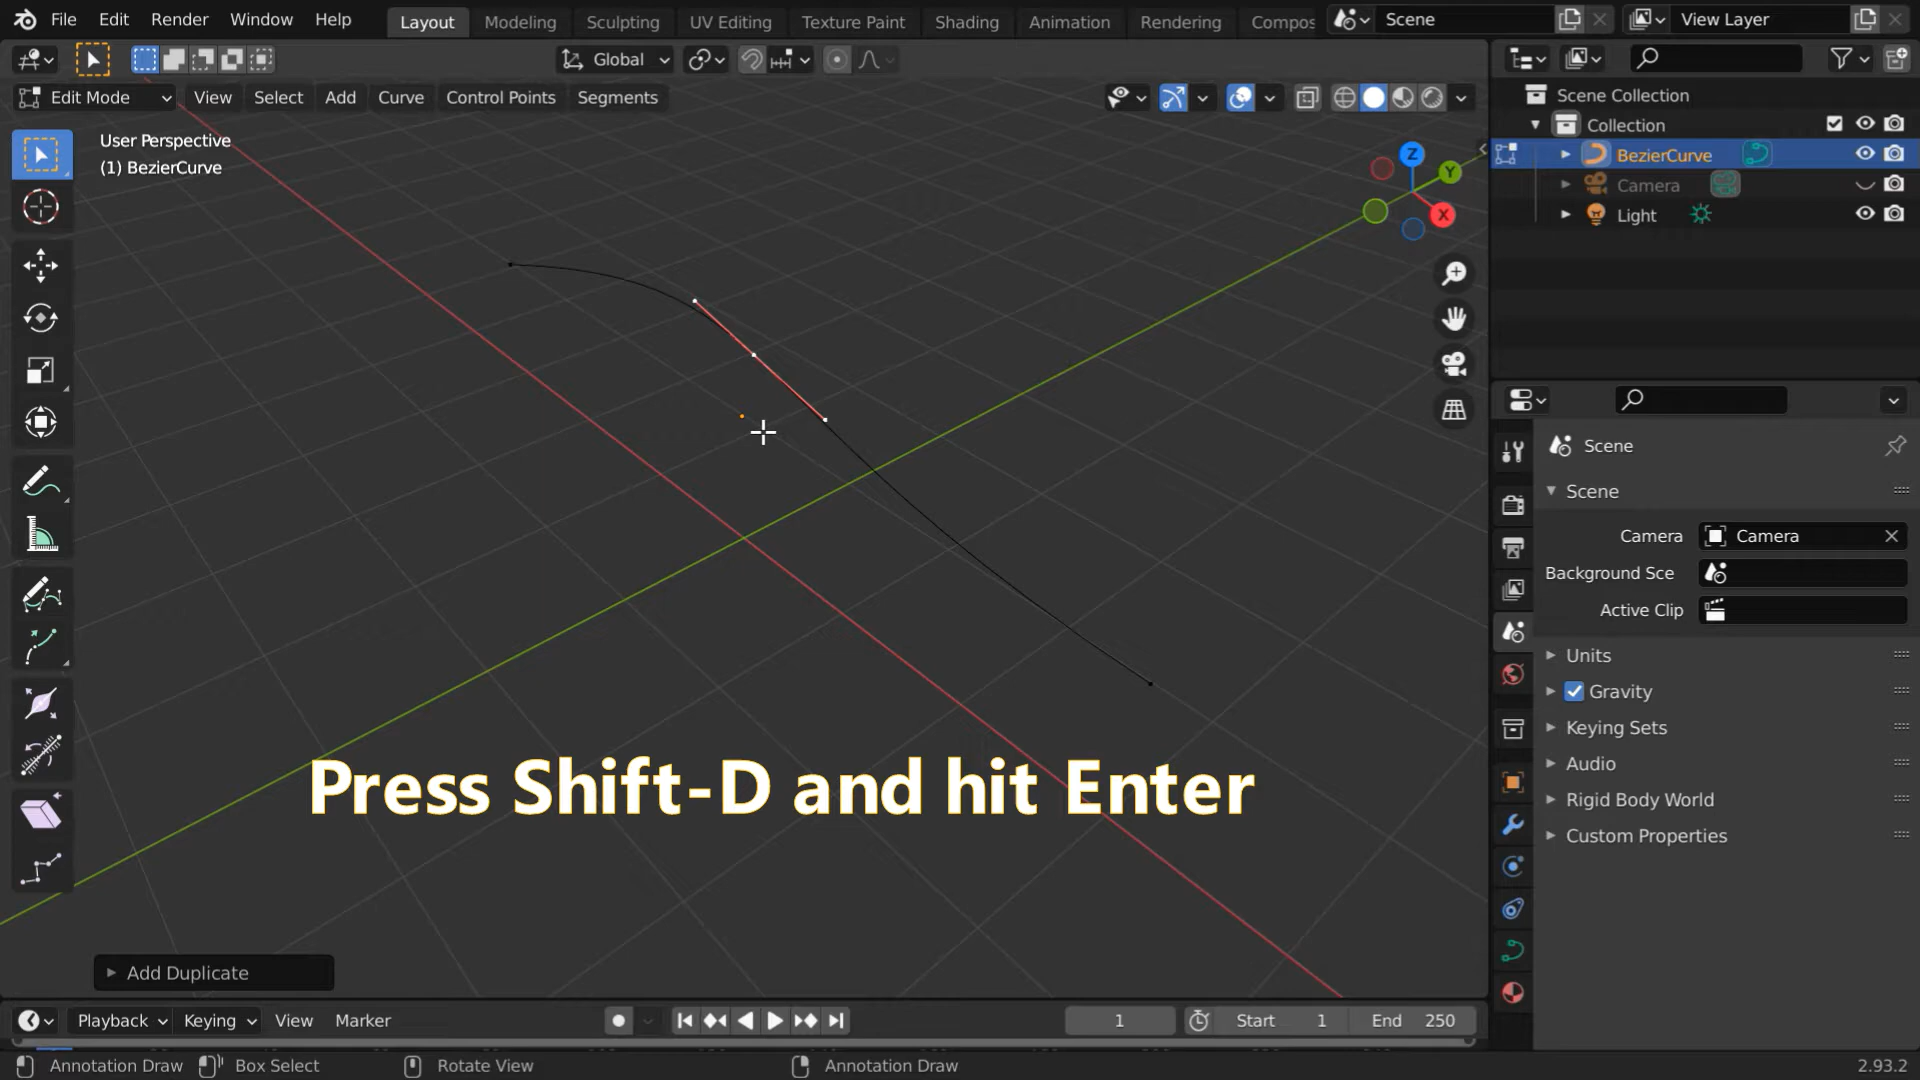 File Edit Render Window Help Layout Modeling Sculpting UV Editing Texture Paint Shading Animation Rendering Compos Scene View Layer
Global
Edit Mode View Select Add Curve Control Points Segments
User Perspective
(1) BezierCurve
Z
Y
X
Scene Collection
Collection
BezierCurve
Camera
Light
Scene
Scene
Camera Camera
Background Sce
Active Clip
Units
Gravity
Keying Sets
Audio
Rigid Body World
Custom Properties
Press Shift-D and hit Enter
Add Duplicate
Playback Keying View Marker 1 Start 1 End 250
Annotation Draw Box Select Rotate View Annotation Draw 2.93.2